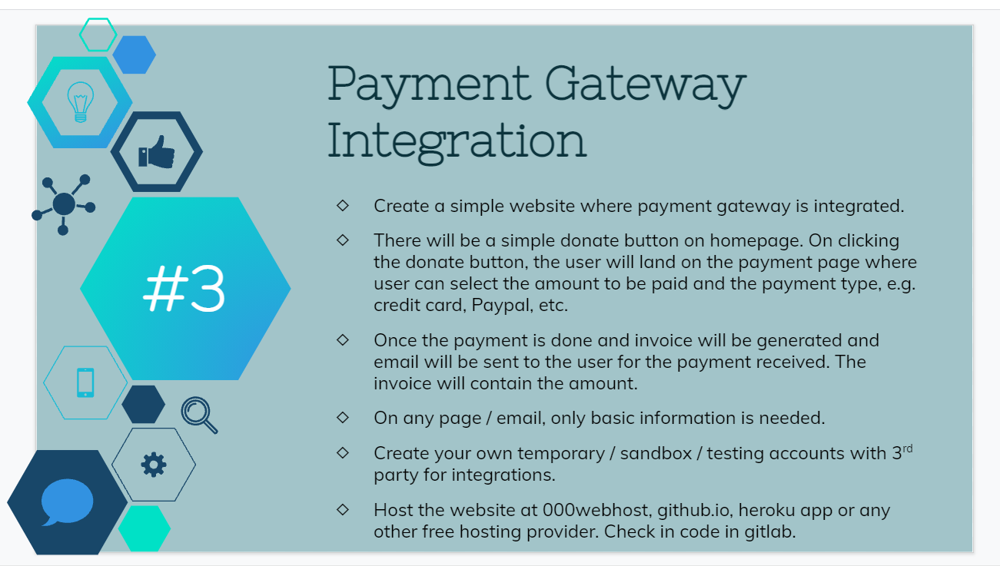 Payment Gateway
Integration
#3
Create a simple website where payment gateway is integrated.
There will be a simple donate button on homepage. On clicking
the donate button, the user will land on the payment page where
user can select the amount to be paid and the payment type, e.g.
credit card, Paypal, etc.
Once the payment is done and invoice will be generated and
email will be sent to the user for the payment received. The
invoice will contain the amount.
On any page / email, only basic information is needed.
Create your own temporary / sandbox / testing accounts with 3rd
party for integrations.
Host the website at 000webhost, github.io, heroku app or any
other free hosting provider. Check in code in gitlab.